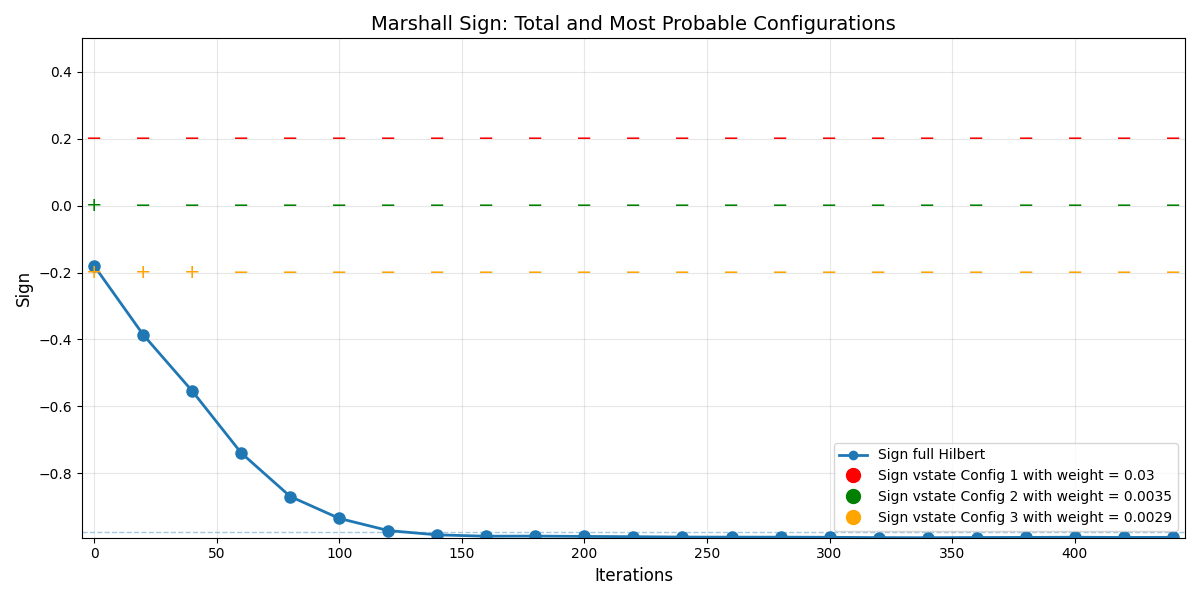 Marshall Sign: Total and Most Probable Configurations
Sign
0.4
0.2
0.0
−0.2
−0.4
−0.6
−0.8
Sign full Hilbert
Sign vstate Config 1 with weight = 0.03
Sign vstate Config 2 with weight = 0.0035
Sign vstate Config 3 with weight = 0.0029
0 50 100 150 200 250 300 350 400
Iterations